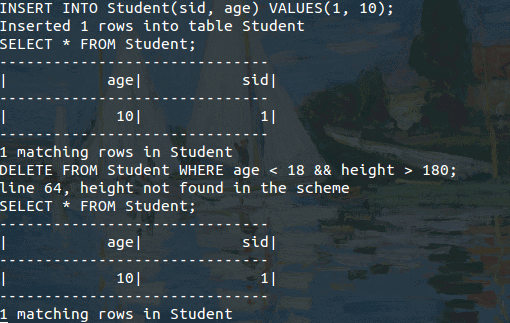 INSERT INTO Student(sid, age) VALUES(1, 10);
Inserted 1 rows into table Student
SELECT * FROM Student;
------------------------------
|           age|           sid|
------------------------------
|            10|             1|
------------------------------
1 matching rows in Student
DELETE FROM Student WHERE age < 18 && height > 180;
line 64, height not found in the scheme
SELECT * FROM Student;
------------------------------
|           age|           sid|
------------------------------
|            10|             1|
------------------------------
1 matching rows in Student